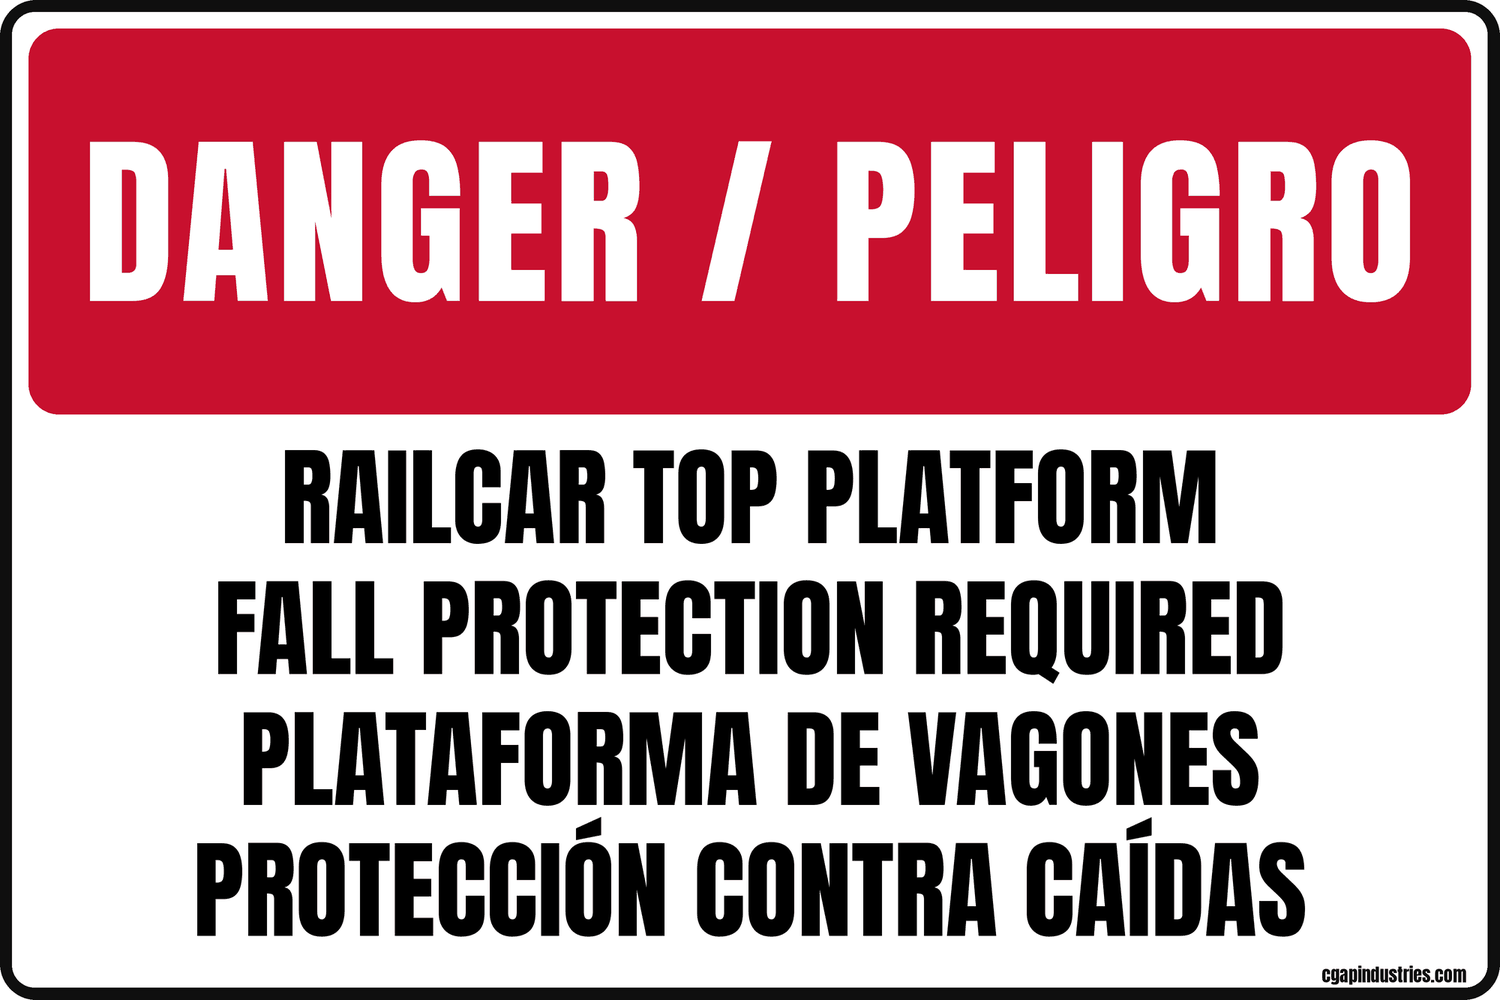 DANGER / PELIGRO
RAILCAR TOP PLATFORM
FALL PROTECTION REQUIRED
PLATAFORMA DE VAGONES
PROTECCIÓN CONTRA CAÍDAS
cgapindustries.com